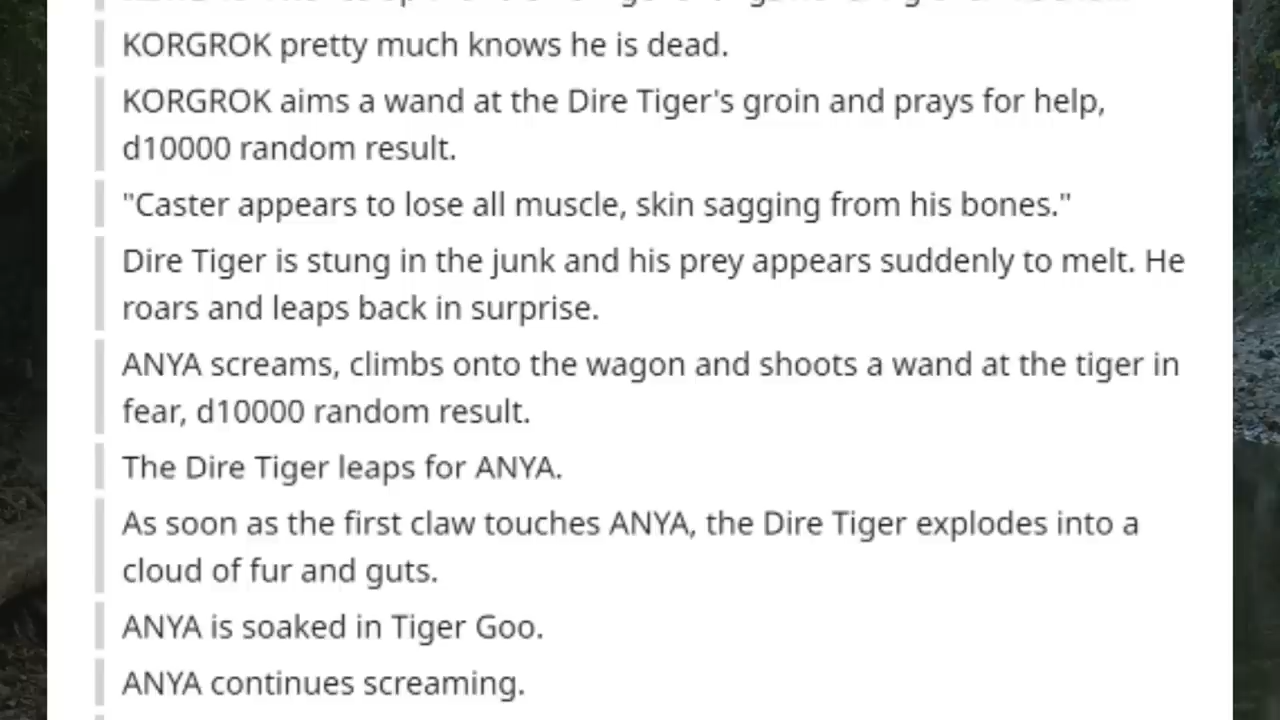 KORGROK pretty much knows he is dead.
KORGROK aims a wand at the Dire Tiger's groin and prays for help,
d10000 random result.
"Caster appears to lose all muscle, skin sagging from his bones."
Dire Tiger is stung in the junk and his prey appears suddenly to melt. He
roars and leaps back in surprise.
ANYA screams, climbs onto the wagon and shoots a wand at the tiger in
fear, d10000 random result.
The Dire Tiger leaps for ANYA.
As soon as the first claw touches ANYA, the Dire Tiger explodes into a
cloud of fur and guts.
ANYA is soaked in Tiger Goo.
ANYA continues screaming.